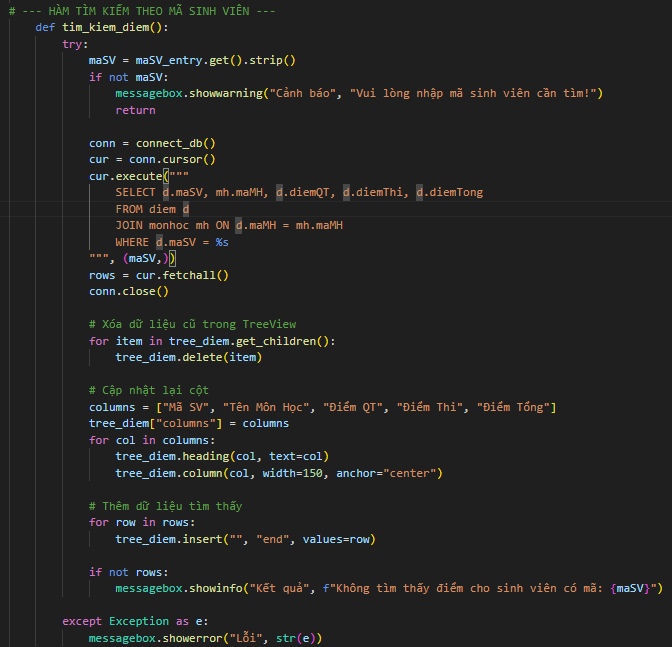 # --- HÀM TÌM KIẾM THEO MÃ SINH VIÊN ---
def tim_kiem_diem():
try:
maSV = maSV_entry.get().strip()
if not maSV:
messagebox.showwarning("Cảnh báo", "Vui lòng nhập mã sinh viên cần tìm!")
return
conn = connect_db()
cur = conn.cursor()
cur.execute("""
SELECT d.maSV, mh.maMH, d.diemQT, d.diemThi, d.diemTong
FROM diem d
JOIN monhoc mh ON d.maMH = mh.maMH
WHERE d.maSV = %s
""", (maSV,))
rows = cur.fetchall()
conn.close()
# Xóa dữ liệu cũ trong TreeView
for item in tree_diem.get_children():
tree_diem.delete(item)
# Cập nhật lại cột
columns = ["Mã SV", "Tên Môn Học", "Điểm QT", "Điểm Thi", "Điểm Tổng"]
tree_diem["columns"] = columns
for col in columns:
tree_diem.heading(col, text=col)
tree_diem.column(col, width=150, anchor="center")
# Thêm dữ liệu tìm thấy
for row in rows:
tree_diem.insert("", "end", values=row)
if not rows:
messagebox.showinfo("Kết quả", f"Không tìm thấy điểm cho sinh viên có mã: {maSV}")
except Exception as e:
messagebox.showerror("Lỗi", str(e))